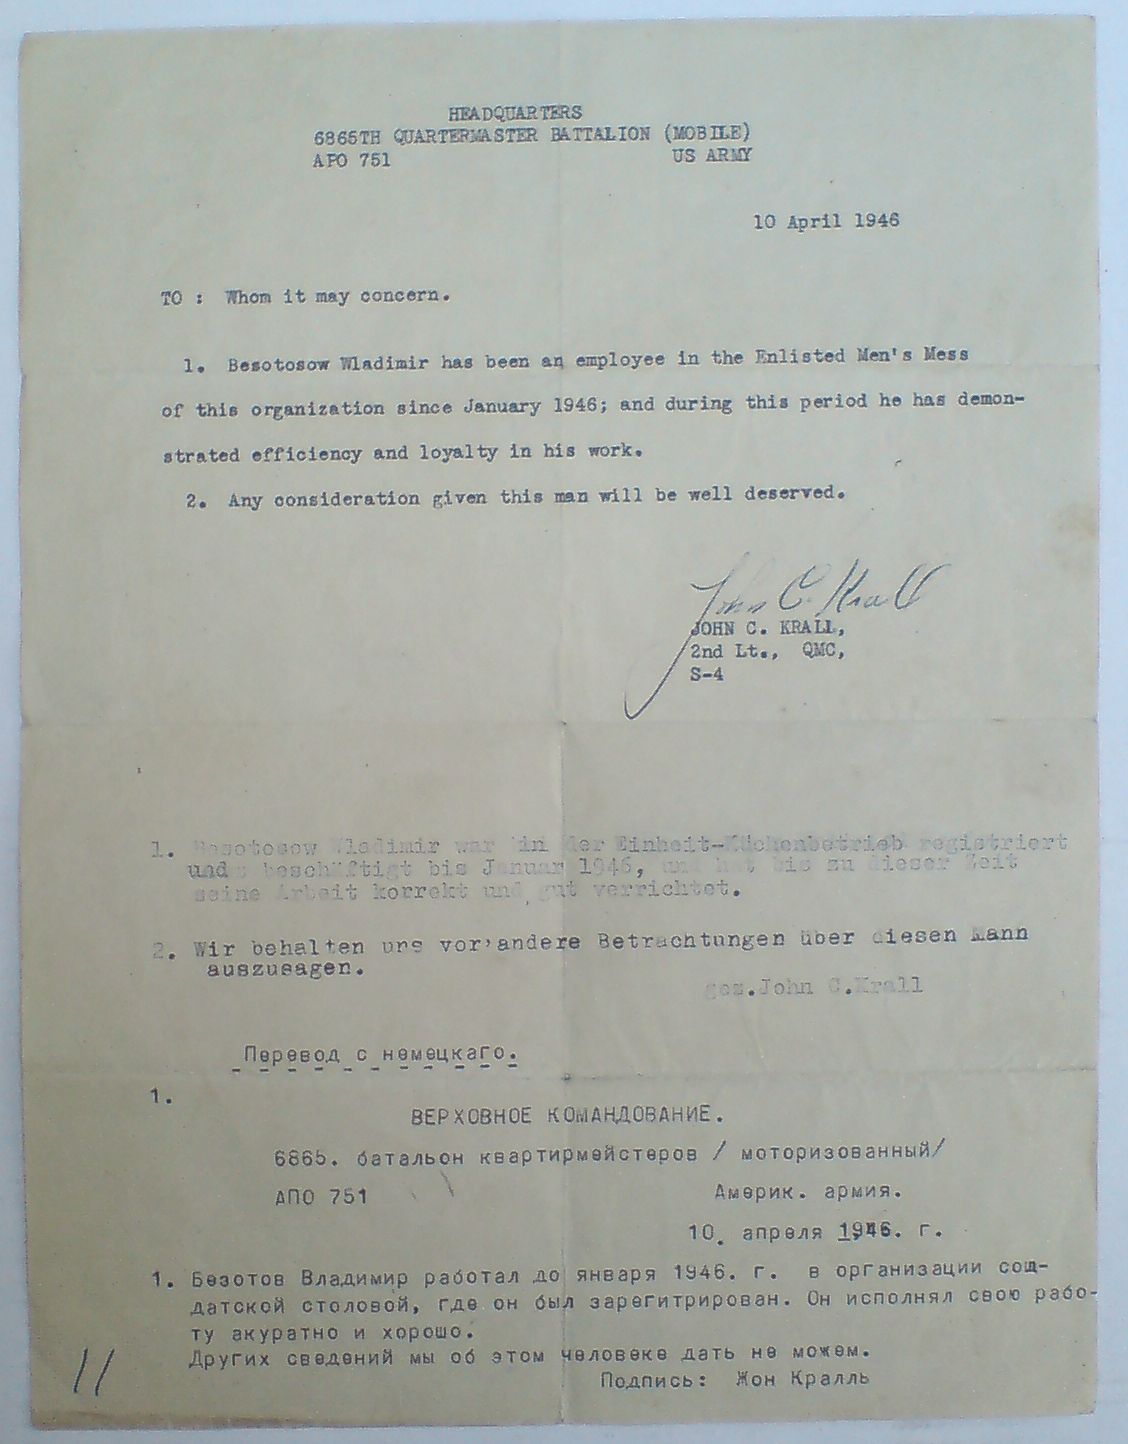 HEADQUARTERS
6865TH QUARTERMASTER BATTALION (MOBILE)
APO 751 US ARMY
10 April 1946
TO : Whom it may concern.
1. Besotosow Wladimir has been an employee in the Enlisted Men's Mess
of this organization since January 1946; and during this period he has demon-
strated efficiency and loyalty in his work.
2. Any consideration given this man will be well deserved.
John C. Krall
JOHN C. KRALL,
2nd Lt., QMC,
S-4
1. Besotosow Wladimir war in der Einheit-Küchenbetrieb registriert
und beschäftigt bis Januar 1946, und hat bis zu dieser Zeit
seine Arbeit korrekt und gut verrichtet.
2. Wir behalten uns vor andere Betrachtungen über diesen Mann
auszusagen.
gez.John C.Krall
Перевод с немецкаго.
1.
ВЕРХОВНОЕ КОМАНДОВАНИЕ.
6865. батальон квартирмейстеров / моторизованный/
АПО 751 Америк. армия.
10. апреля 1946. г.
1. Безотов Владимир работал до января 1946. г. в организации сол-
датской столовой, где он был зарегитрирован. Он исполнял свою рабо-
ту акуратно и хорошо.
Других сведений мы об этом человеке дать не можем.
Подпись: Жон Кралль
11